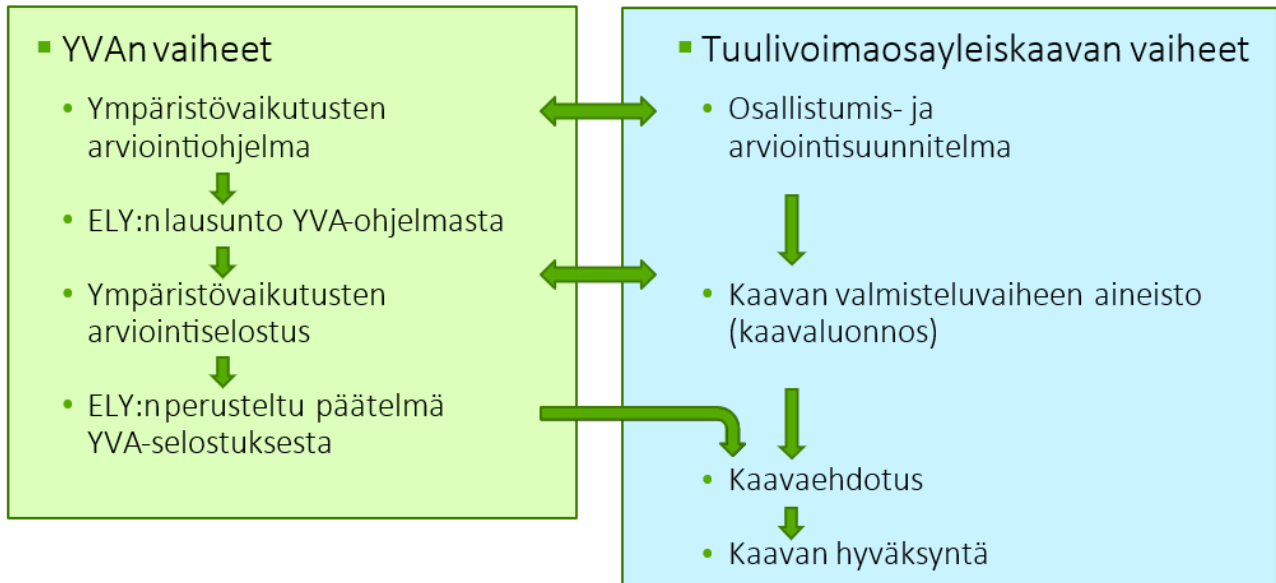 YVAn vaiheet
Ympäristövaikutusten
arviointiohjelma
ELY:n lausunto YVA-ohjelmasta
Ympäristövaikutusten
arviointiselostus
ELY:n perusteltu päätelmä
YVA-selostuksesta
Tuulivoimaosayleiskaavan vaiheet
Osallistumis- ja
arviointisuunnitelma
Kaavan valmisteluvaiheen aineisto
(kaavaluonnos)
Kaavaehdotus
Kaavan hyväksyntä